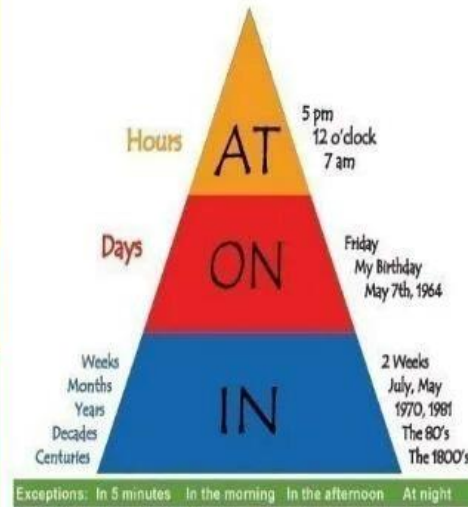 5 pm
12 o'clock
7 am
Hours
AT
Days
ON
Friday
My Birthday
May 7th, 1964
Weeks
Months
Years
Decades
Centuries
IN
2 Weeks
July, May
1970, 1981
The 80's
The 1800's
Exceptions: In 5 minutes In the morning In the afternoon At night